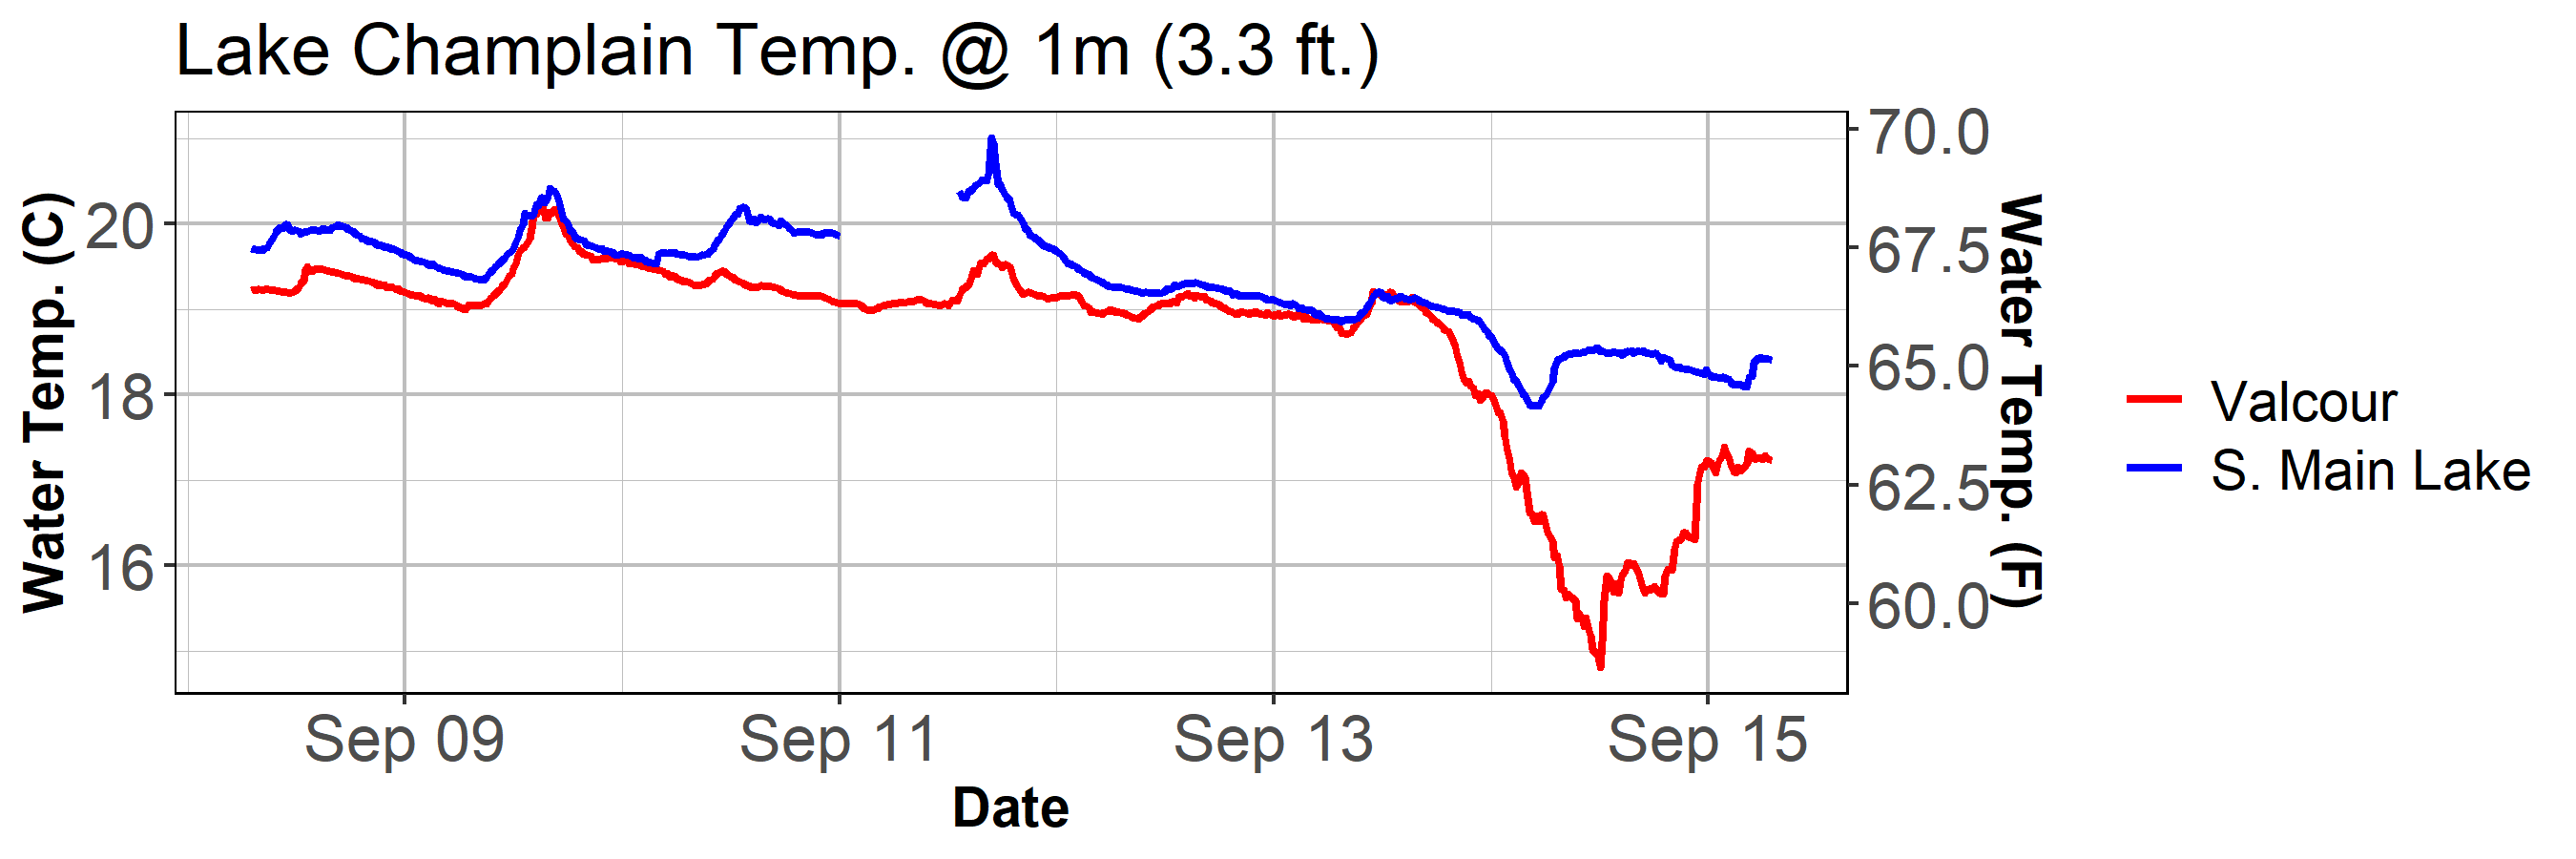 Lake Champlain Temp. @ 1m (3.3 ft.)
Water Temp. (C)
20
18
16
70.0
67.5
65.0
62.5
60.0
Water Temp. (F)
Valcour
S. Main Lake
Sep 09
Sep 11
Sep 13
Sep 15
Date